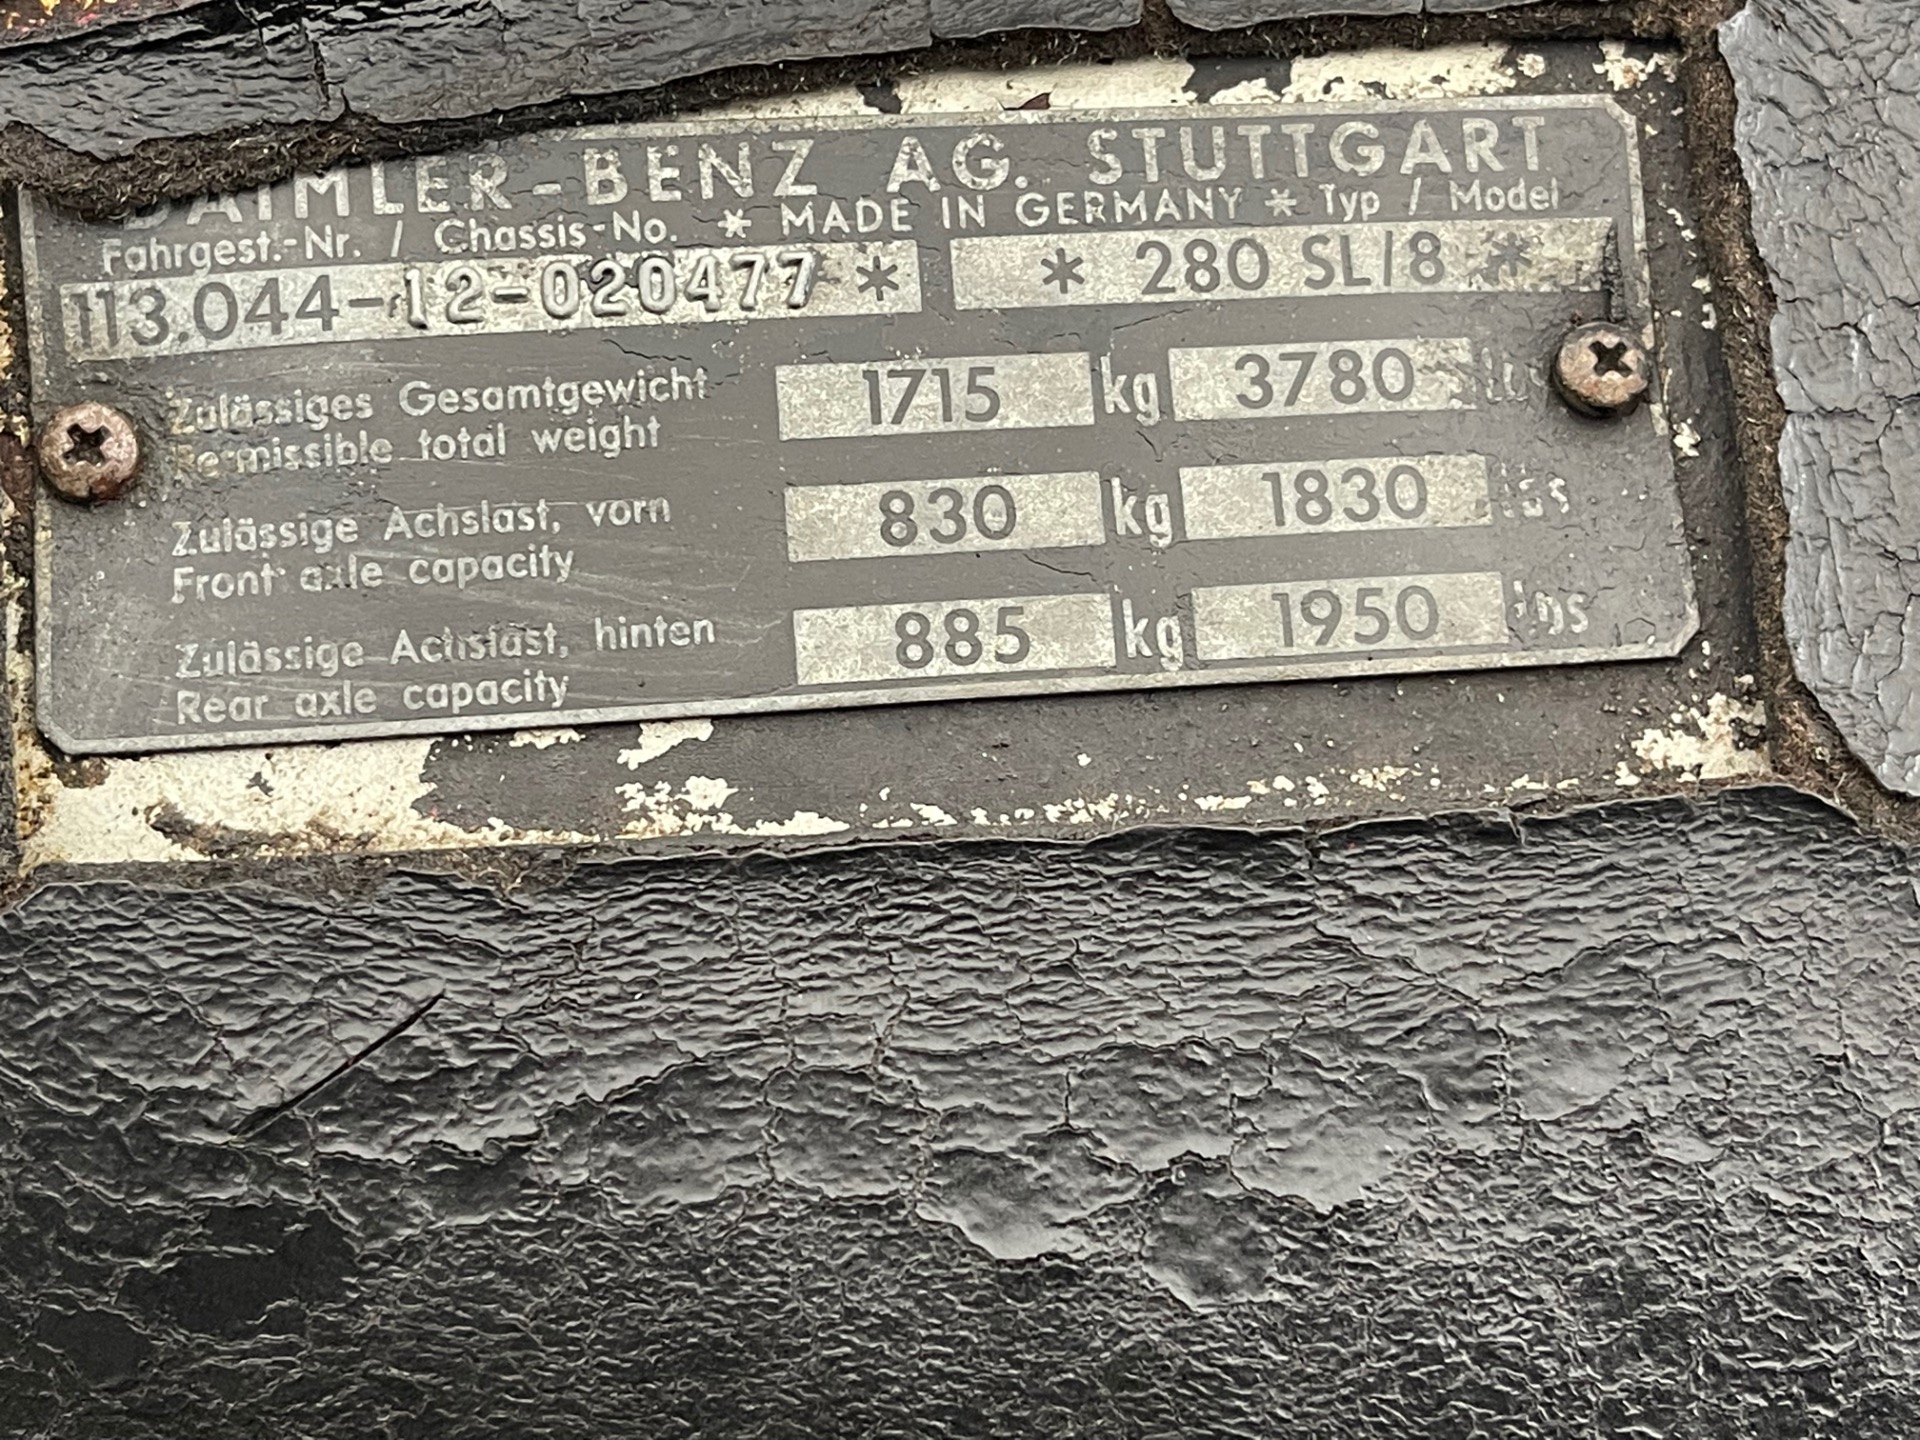 DAIMLER-BENZ AG. STUTTGART
Fahrgest.-Nr. / Chassis-No. * MADE IN GERMANY * Typ / Model
113.044-12-020477 * * 280 SL/8 *
Zulässiges Gesamtgewicht 1715 kg 3780 lbs
Permissible total weight
Zulässige Achslast, vorn 830 kg 1830 lbs
Front axle capacity
Zulässige Achslast, hinten 885 kg 1950 lbs
Rear axle capacity